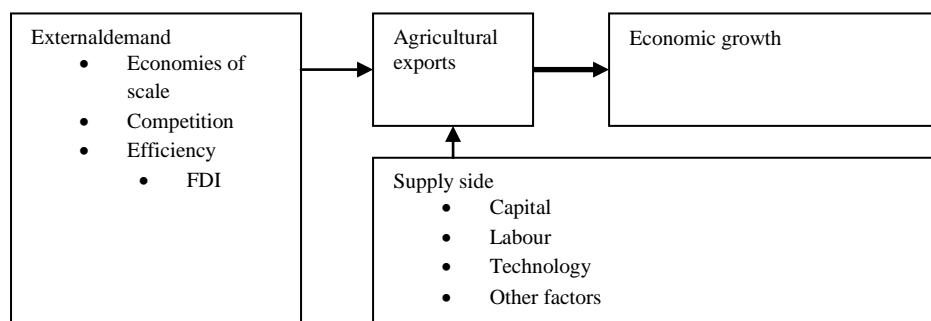 Externaldemand
• Economies of
scale
• Competition
• Efficiency
• FDI
Agricultural
exports
Economic growth
Supply side
• Capital
• Labour
• Technology
• Other factors